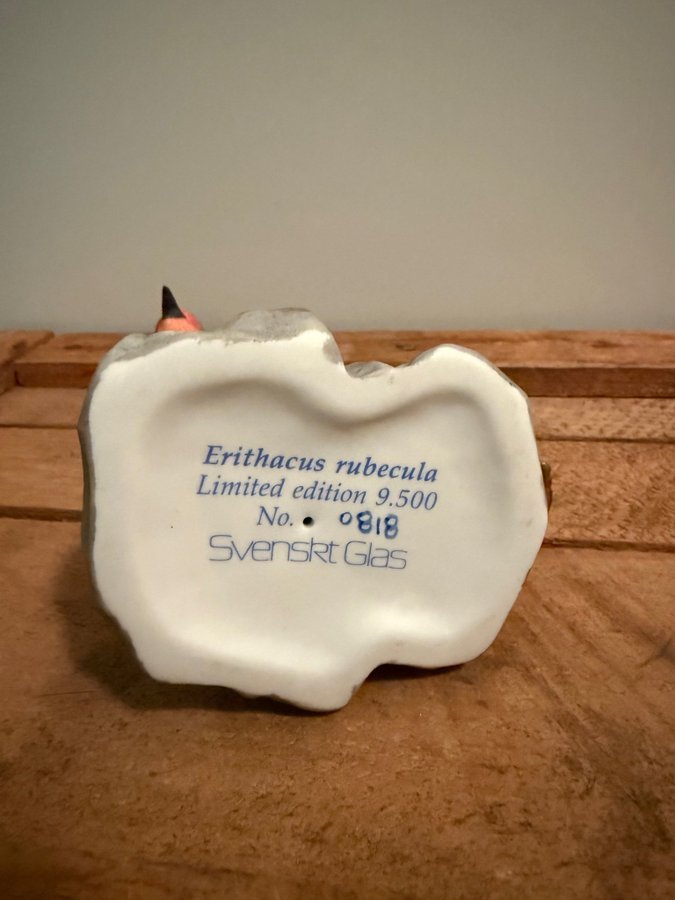 Erithacus rubecula
Limited edition 9.500
No. 0818
Svenskt Glas